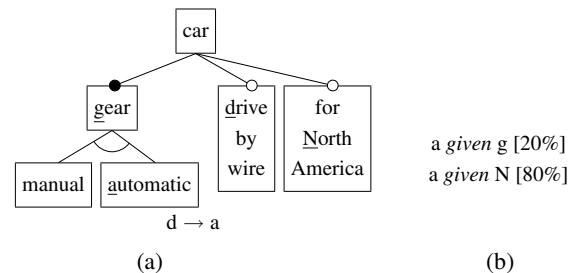 car
gear
drive
by
wire
for
North
America
manual
automatic
d → a
(a)
a given g [20%]
a given N [80%]
(b)